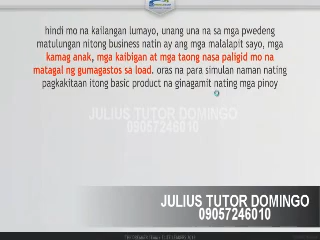 hindi mo na kailangan lumayo, unang una na sa mga pwedeng
matulungan nitong business natin ay ang mga malalapit sayo, mga
kamag anak, mga kaibigan at mga taong nasa paligid mo na
matagal ng gumagastos sa load. oras na para simulan naman nating
pagkakitaan itong basic product na ginagamit nating mga pinoy
JULIUS TUTOR DOMINGO
09057246010
JULIUS TUTOR DOMINGO
09057246010